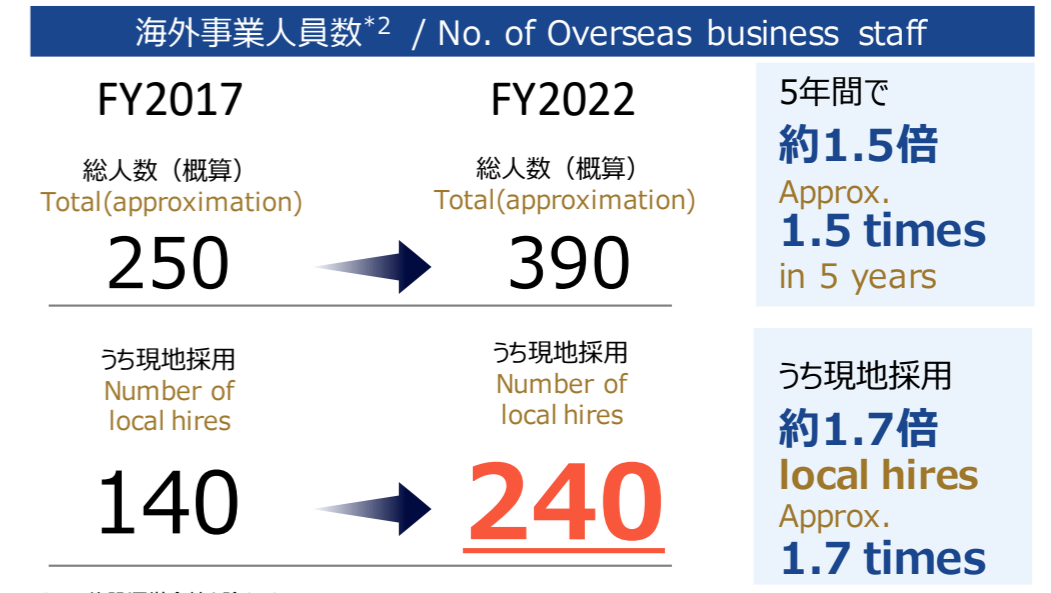 海外事業人員数*2 / No. of Overseas business staff
FY2017
総人数（概算）
Total(approximation)
250
FY2022
総人数（概算）
Total(approximation)
390
5年間で
約1.5倍
Approx.
1.5 times
in 5 years
うち現地採用
Number of
local hires
140
うち現地採用
Number of
local hires
240
うち現地採用
約1.7倍
local hires
Approx.
1.7 times